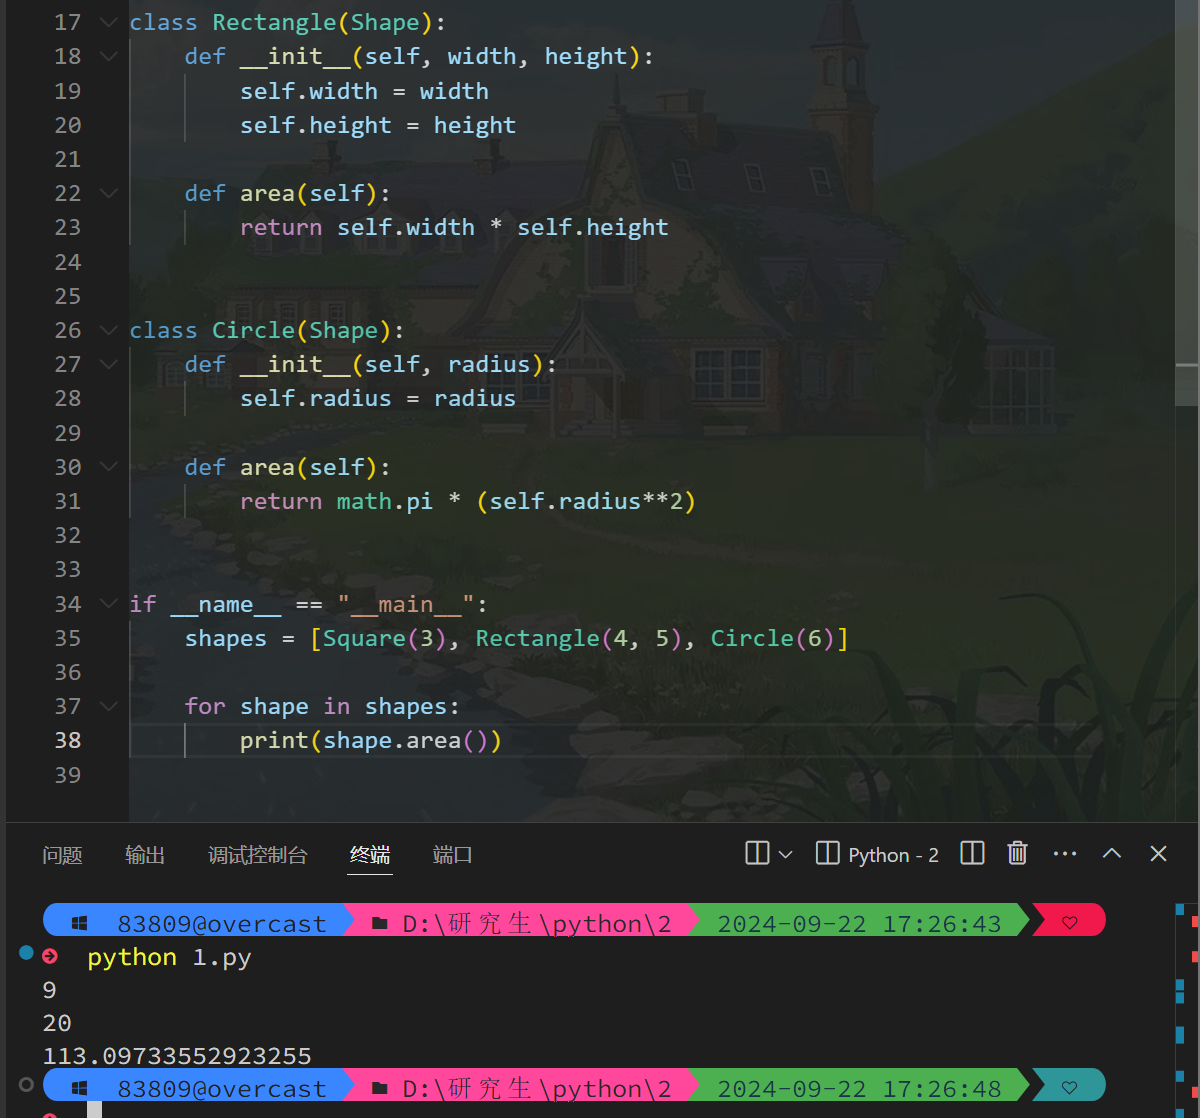 17 class Rectangle(Shape):
18     def __init__(self, width, height):
19         self.width = width
20         self.height = height
21
22     def area(self):
23         return self.width * self.height
24
25
26 class Circle(Shape):
27     def __init__(self, radius):
28         self.radius = radius
29
30     def area(self):
31         return math.pi * (self.radius**2)
32
33
34 if __name__ == "__main__":
35     shapes = [Square(3), Rectangle(4, 5), Circle(6)]
36
37     for shape in shapes:
38         print(shape.area())
39
问题 输出 调试控制台 终端 端口 Python - 2 ···
83809@overcast D:\研究生\python\2 2024-09-22 17:26:43 ♡
python 1.py
9
20
113.09733552923255
83809@overcast D:\研究生\python\2 2024-09-22 17:26:48 ♡